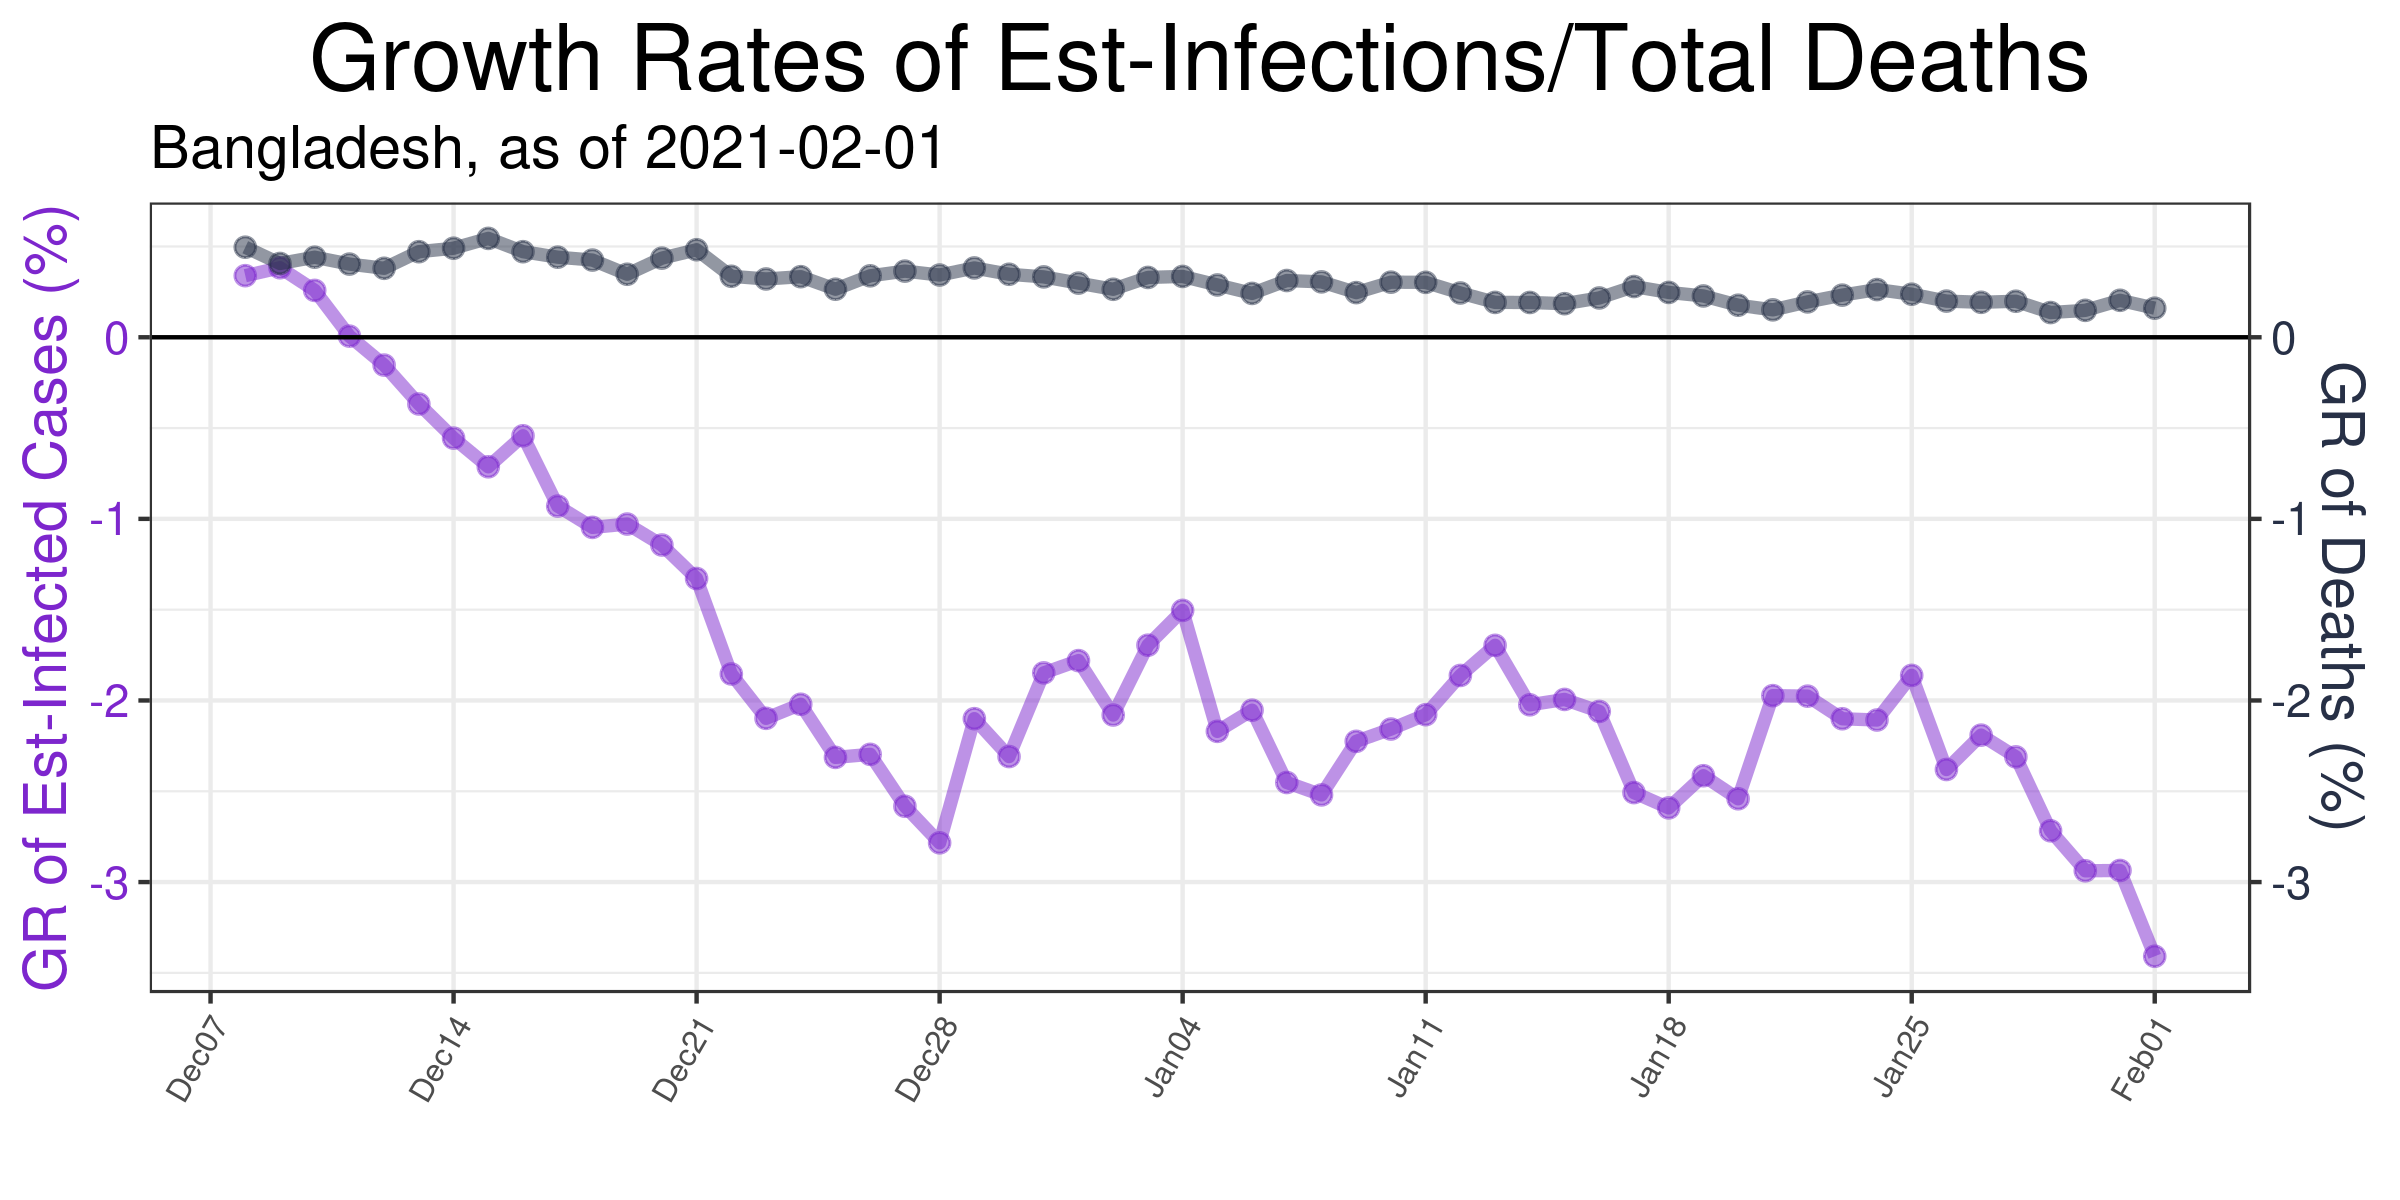 Growth Rates of Est-Infections/Total Deaths
Bangladesh, as of 2021-02-01
GR of Est-Infected Cases (%)
0
-1
-2
-3
0
-1
-2
-3
GR of Deaths (%)
Dec07
Dec14
Dec21
Dec28
Jan04
Jan11
Jan18
Jan25
Feb01